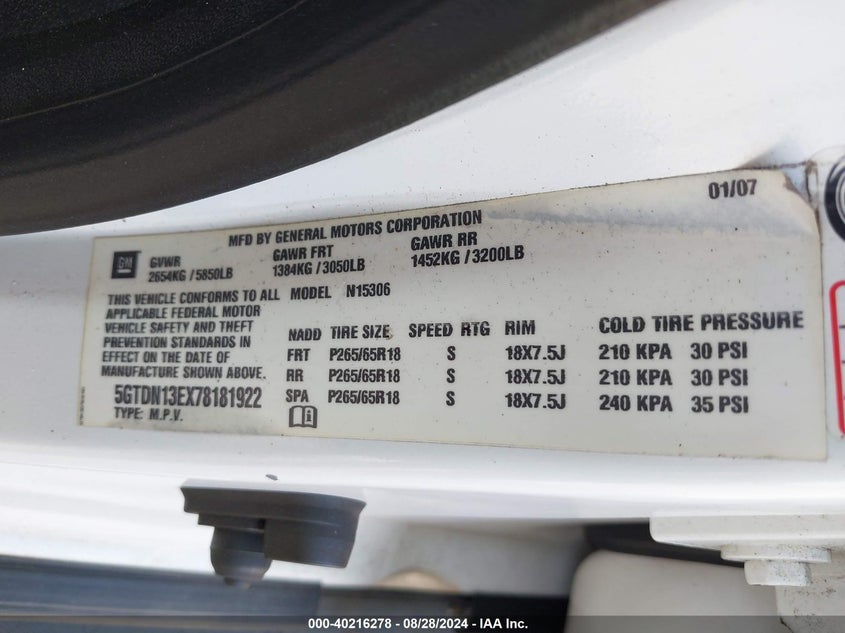 01/07
MFD BY GENERAL MOTORS CORPORATION
GM
GVWR GAWR FRT GAWR RR
2654KG / 5850LB 1384KG / 3050LB 1452KG / 3200LB
THIS VEHICLE CONFORMS TO ALL MODEL N15306
APPLICABLE FEDERAL MOTOR
VEHICLE SAFETY AND THEFT
PREVENTION STANDARDS IN
EFFECT ON THE DATE OF
MANUFACTURE SHOWN ABOVE.
5GTDN13EX78181922
TYPE: M.P.V.
NADD TIRE SIZE SPEED RTG RIM COLD TIRE PRESSURE
FRT P265/65R18 S 18X7.5J 210 KPA 30 PSI
RR P265/65R18 S 18X7.5J 210 KPA 30 PSI
SPA P265/65R18 S 18X7.5J 240 KPA 35 PSI
000-40216278 - 08/28/2024 - IAA Inc.